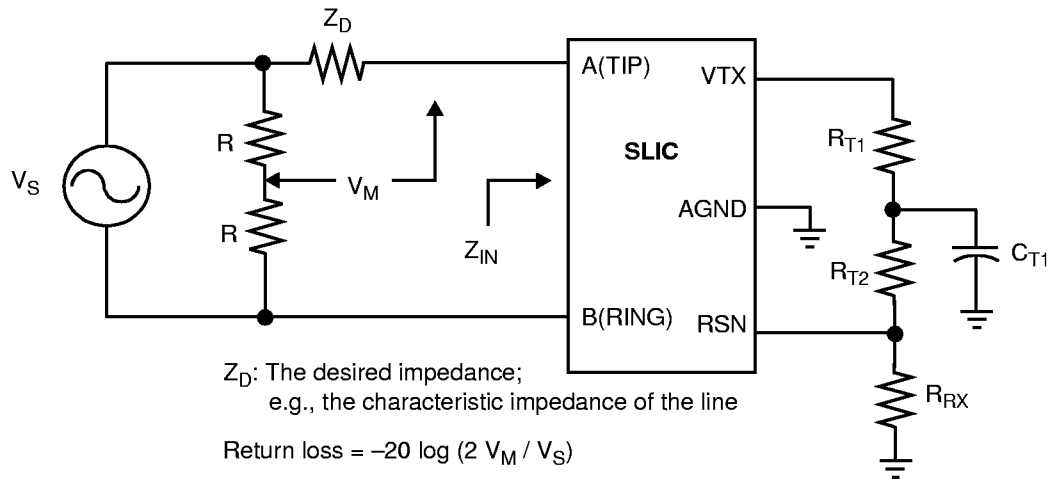 Z_D
A(TIP)
VTX
R
R_T1
SLIC
V_S
V_M
AGND
R
Z_IN
R_T2
C_T1
B(RING)
RSN
Z_D: The desired impedance;
e.g., the characteristic impedance of the line
R_RX
Return loss = –20 log (2 V_M / V_S)